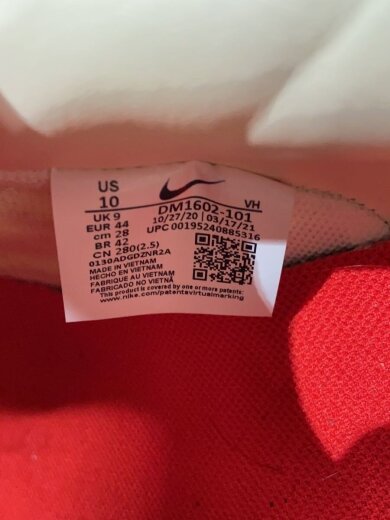 US
10
VH
UK 9
DM1602-101
EUR 44
10/27/20 03/17/21
cm 28
UPC 00195240885316
BR 42
CN 280(2.5)
0130ADGDZNR2A
MADE IN VIETNAM
HECHO EN VIETNAM
FABRIQUE AU VIETNAM
FABRICADO NO VIETNÃ
This product is covered by one or more patents:
www.nike.com/patentsvirtualmarking